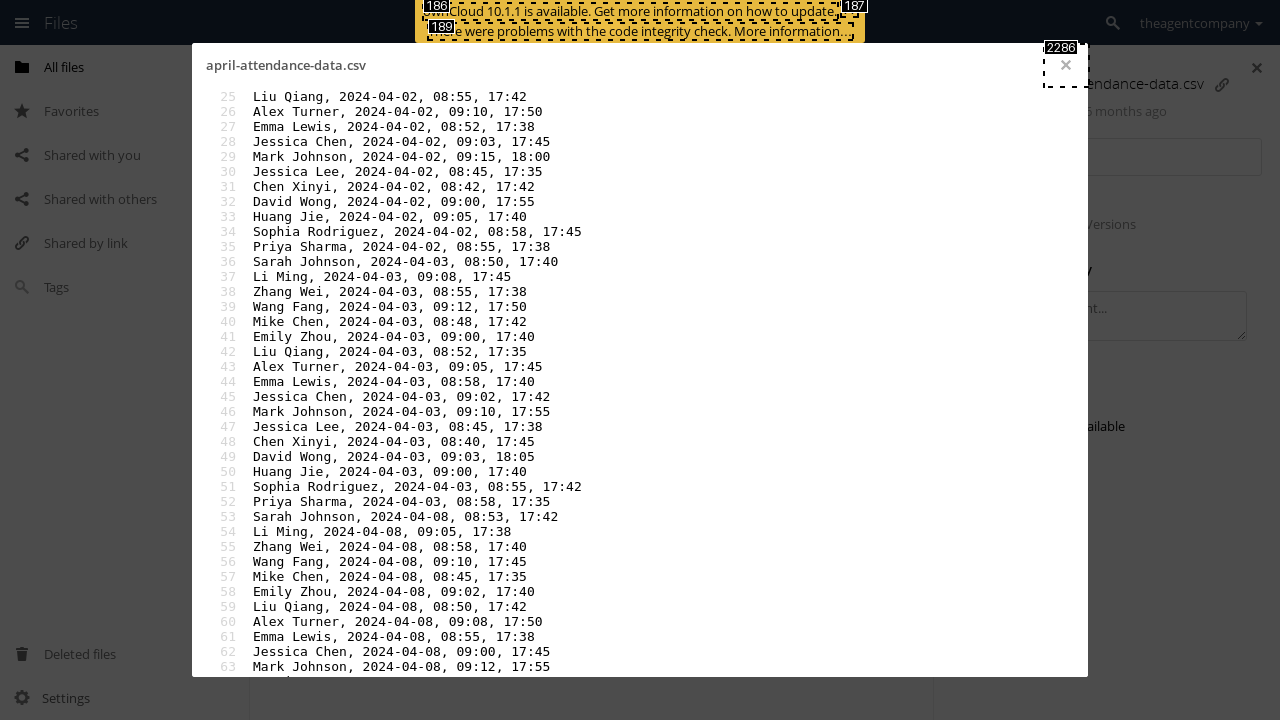 Files
186
187
189
ownCloud 10.1.1 is available. Get more information on how to update.
There were problems with the code integrity check. More information…
theagentcompany
2286
april-attendance-data.csv
All files
Favorites
Shared with you
Shared with others
Shared by link
Tags
25 Liu Qiang, 2024-04-02, 08:55, 17:42
26 Alex Turner, 2024-04-02, 09:10, 17:50
27 Emma Lewis, 2024-04-02, 08:52, 17:38
28 Jessica Chen, 2024-04-02, 09:03, 17:45
29 Mark Johnson, 2024-04-02, 09:15, 18:00
30 Jessica Lee, 2024-04-02, 08:45, 17:35
31 Chen Xinyi, 2024-04-02, 08:42, 17:42
32 David Wong, 2024-04-02, 09:00, 17:55
33 Huang Jie, 2024-04-02, 09:05, 17:40
34 Sophia Rodriguez, 2024-04-02, 08:58, 17:45
35 Priya Sharma, 2024-04-02, 08:55, 17:38
36 Sarah Johnson, 2024-04-03, 08:50, 17:40
37 Li Ming, 2024-04-03, 09:08, 17:45
38 Zhang Wei, 2024-04-03, 08:55, 17:38
39 Wang Fang, 2024-04-03, 09:12, 17:50
40 Mike Chen, 2024-04-03, 08:48, 17:42
41 Emily Zhou, 2024-04-03, 09:00, 17:40
42 Liu Qiang, 2024-04-03, 08:52, 17:35
43 Alex Turner, 2024-04-03, 09:05, 17:45
44 Emma Lewis, 2024-04-03, 08:58, 17:40
45 Jessica Chen, 2024-04-03, 09:02, 17:42
46 Mark Johnson, 2024-04-03, 09:10, 17:55
47 Jessica Lee, 2024-04-03, 08:45, 17:38
48 Chen Xinyi, 2024-04-03, 08:40, 17:45
49 David Wong, 2024-04-03, 09:03, 18:05
50 Huang Jie, 2024-04-03, 09:00, 17:40
51 Sophia Rodriguez, 2024-04-03, 08:55, 17:42
52 Priya Sharma, 2024-04-03, 08:58, 17:35
53 Sarah Johnson, 2024-04-08, 08:53, 17:42
54 Li Ming, 2024-04-08, 09:05, 17:38
55 Zhang Wei, 2024-04-08, 08:58, 17:40
56 Wang Fang, 2024-04-08, 09:10, 17:45
57 Mike Chen, 2024-04-08, 08:45, 17:35
58 Emily Zhou, 2024-04-08, 09:02, 17:40
59 Liu Qiang, 2024-04-08, 08:50, 17:42
60 Alex Turner, 2024-04-08, 09:08, 17:50
61 Emma Lewis, 2024-04-08, 08:55, 17:38
62 Jessica Chen, 2024-04-08, 09:00, 17:45
63 Mark Johnson, 2024-04-08, 09:12, 17:55
endance-data.csv
months ago
Versions
ailable
Deleted files
Settings